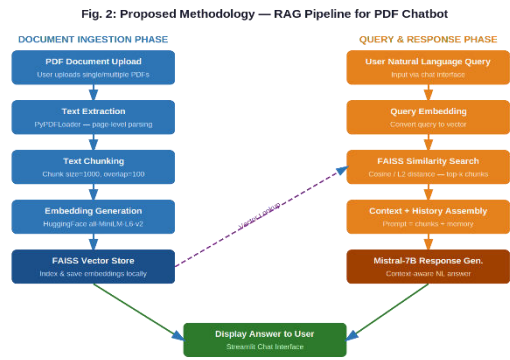 Fig. 2: Proposed Methodology — RAG Pipeline for PDF Chatbot
DOCUMENT INGESTION PHASE
PDF Document Upload
User uploads single/multiple PDFs
Text Extraction
PyPDFLoader — page-level parsing
Text Chunking
Chunk size=1000, overlap=100
Embedding Generation
HuggingFace all-MiniLM-L6-v2
FAISS Vector Store
Index & save embeddings locally
QUERY & RESPONSE PHASE
User Natural Language Query
Input via chat interface
Query Embedding
Convert query to vector
FAISS Similarity Search
Cosine / L2 distance — top-k chunks
Context + History Assembly
Prompt = chunks + memory
Mistral-7B Response Gen.
Context-aware NL answer
Vector Lookup
Display Answer to User
Streamlit Chat Interface